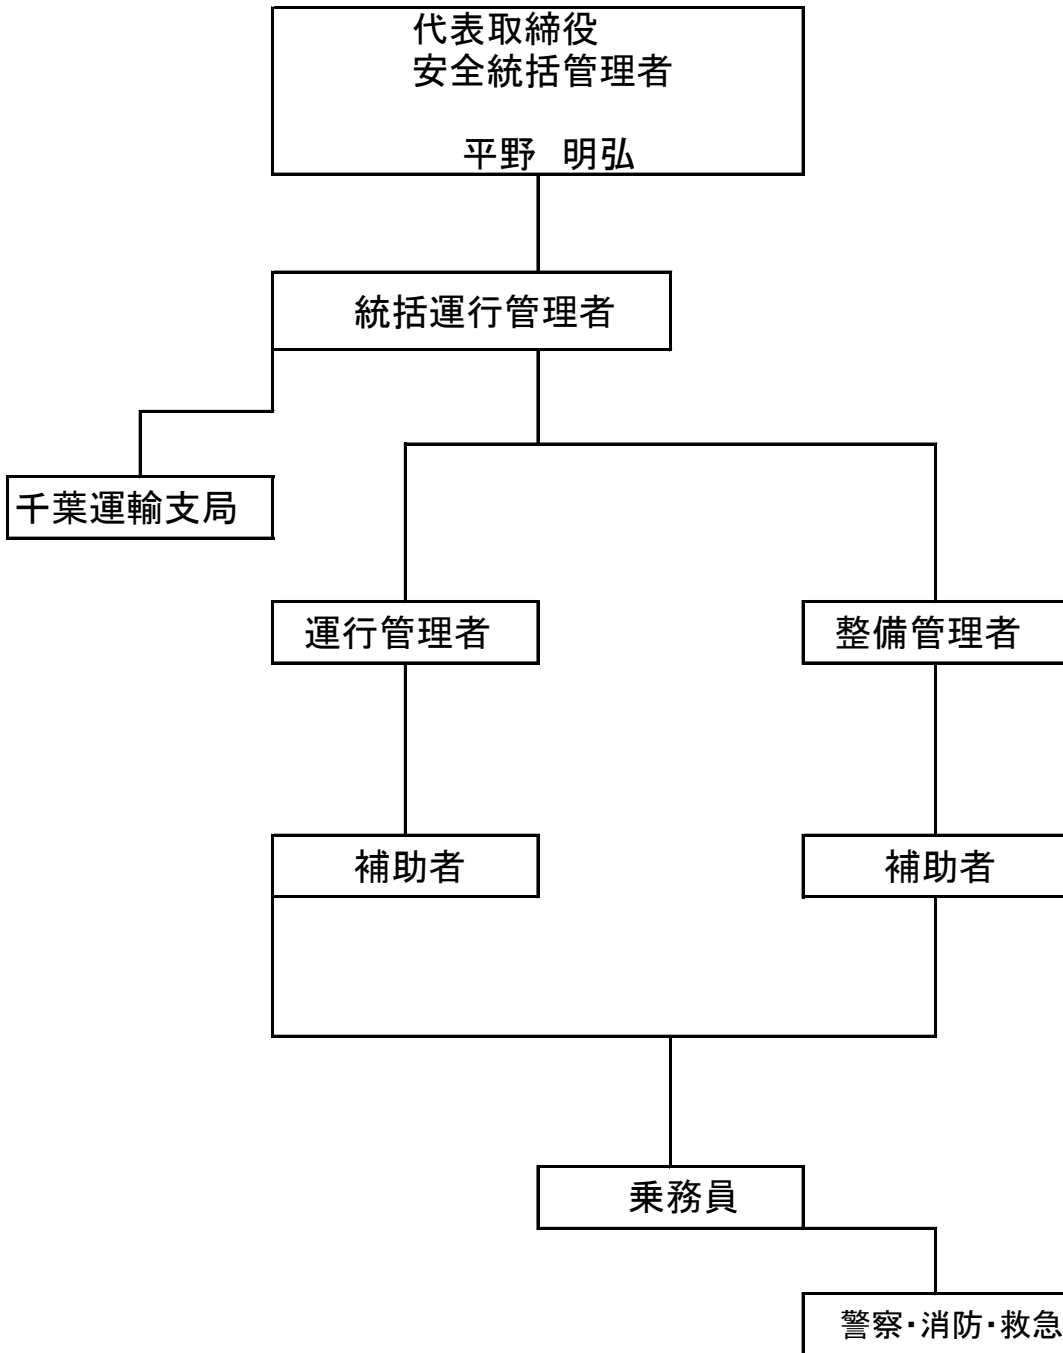 代表取締役
安全統括管理者
平野　明弘
統括運行管理者
千葉運輸支局
運行管理者
整備管理者
補助者
補助者
乗務員
警察・消防・救急